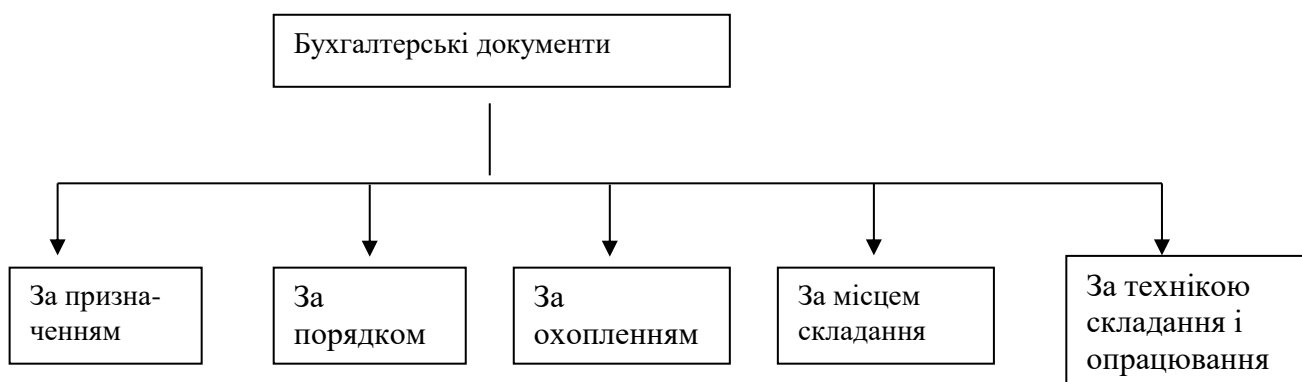 Бухгалтерські документи
За призна-
ченням
За
порядком
За
охопленням
За місцем
складання
За технікою
складання і
опрацювання